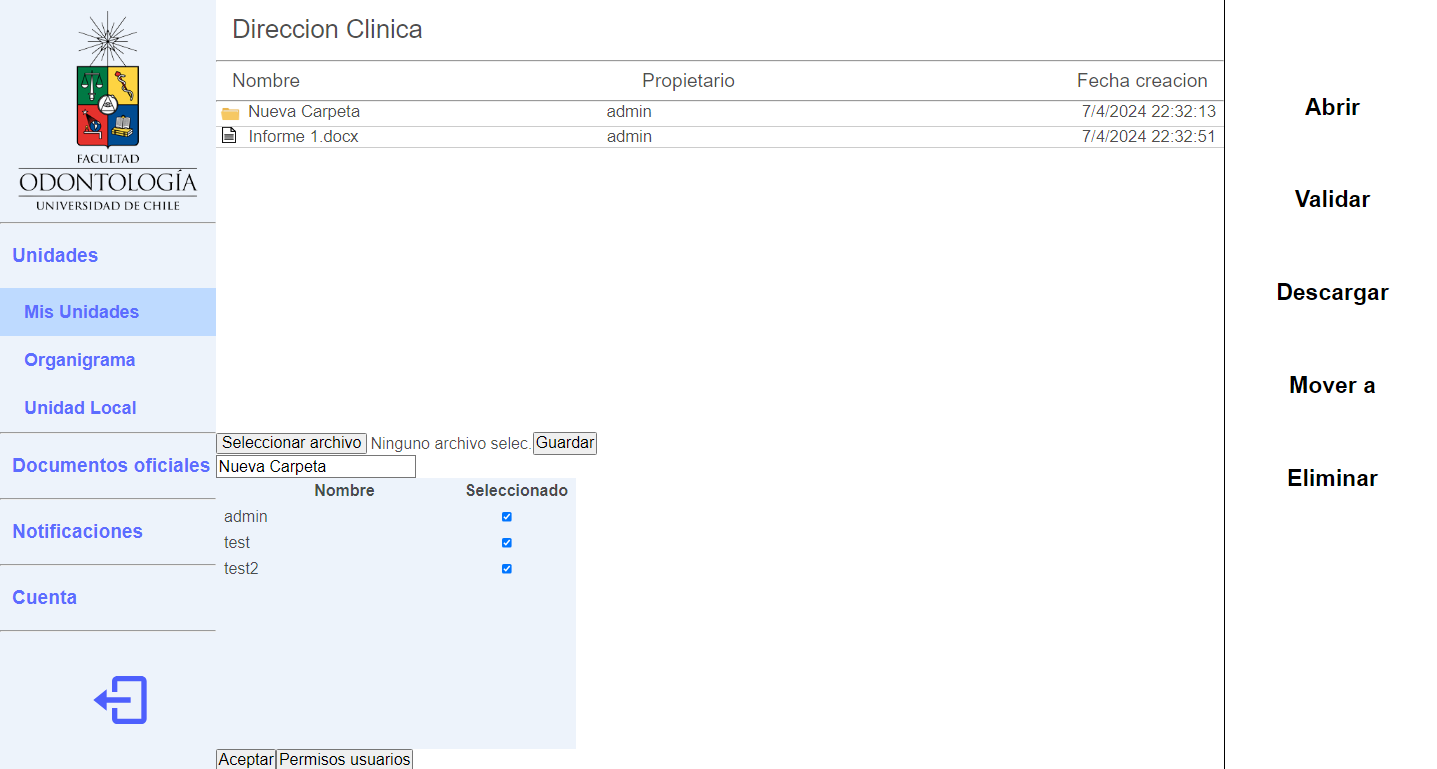 FACULTAD
ODONTOLOGÍA
UNIVERSIDAD DE CHILE
Unidades
Mis Unidades
Organigrama
Unidad Local
Documentos oficiales
Notificaciones
Cuenta
Direccion Clinica
Nombre Propietario Fecha creacion
Nueva Carpeta admin 7/4/2024 22:32:13
Informe 1.docx admin 7/4/2024 22:32:51
Seleccionar archivo Ninguno archivo selec. Guardar
Nueva Carpeta
Nombre Seleccionado
admin
test
test2
Aceptar Permisos usuarios
Abrir
Validar
Descargar
Mover a
Eliminar